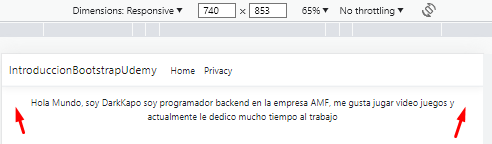 Dimensions: Responsive ▼ 740 x 853 65% ▼ No throttling ▼
IntroduccionBootstrapUdemy Home Privacy
Hola Mundo, soy DarkKapo soy programador backend en la empresa AMF, me gusta jugar video juegos y
actualmente le dedico mucho tiempo al trabajo